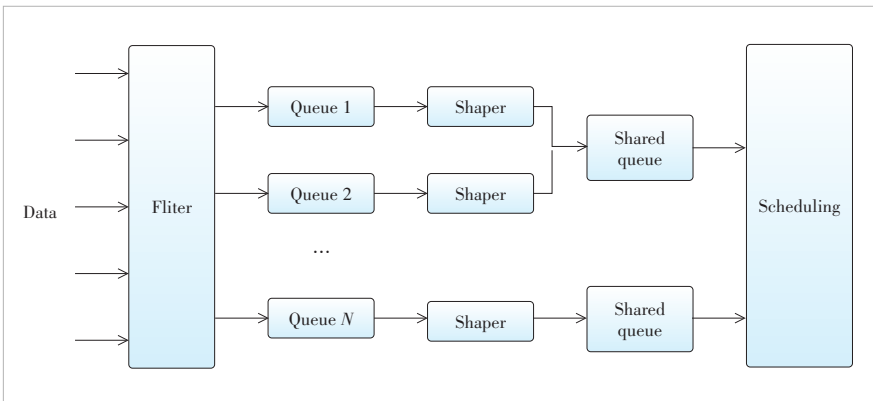 Data
Fliter
Queue 1
Shaper
Queue 2
Shaper
...
Queue N
Shaper
Shared
queue
Shared
queue
Scheduling